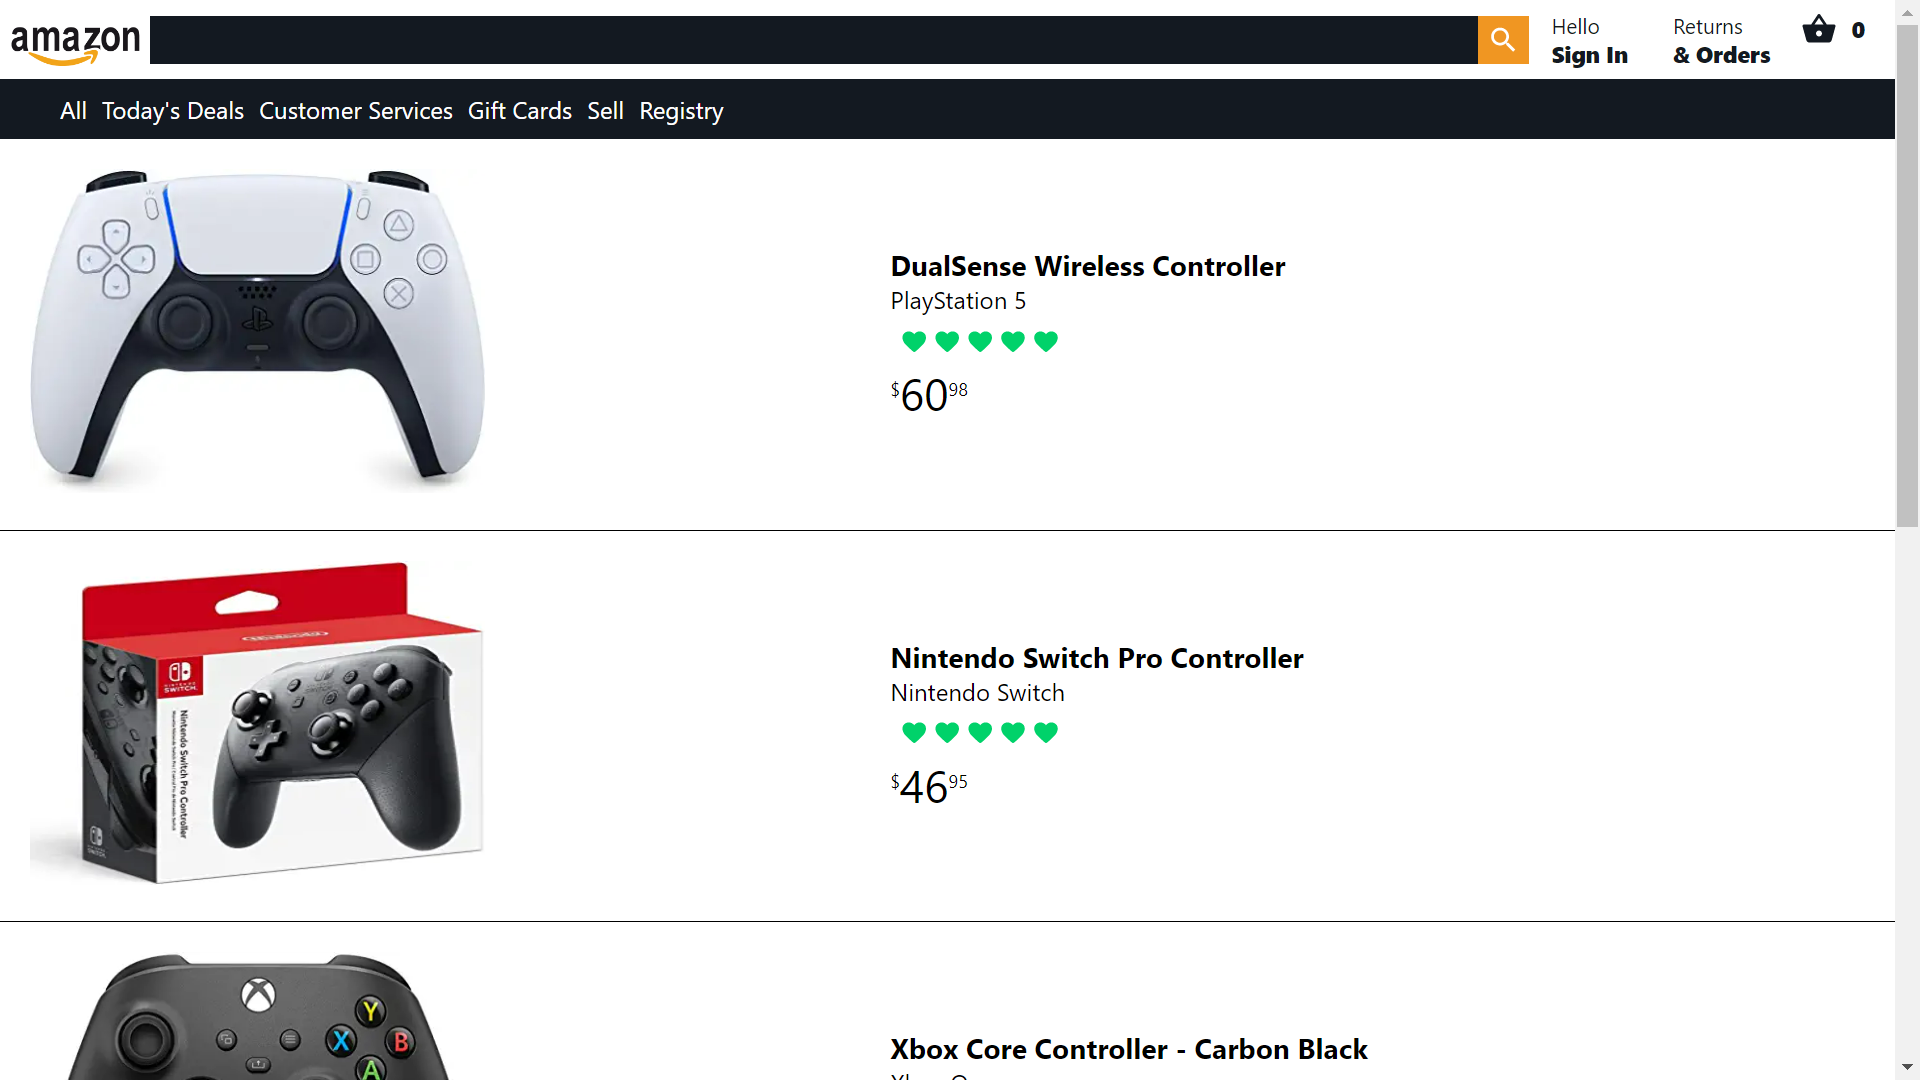 amazon
Hello
Sign In
Returns
& Orders
0
All Today's Deals Customer Services Gift Cards Sell Registry
DualSense Wireless Controller
PlayStation 5
$60 98
Nintendo
NINTENDO
SWITCH
Nintendo Switch Pro Controller
Nintendo Switch Pro Controller
Nintendo Switch
$46 95
Y
X
B
A
Xbox Core Controller - Carbon Black